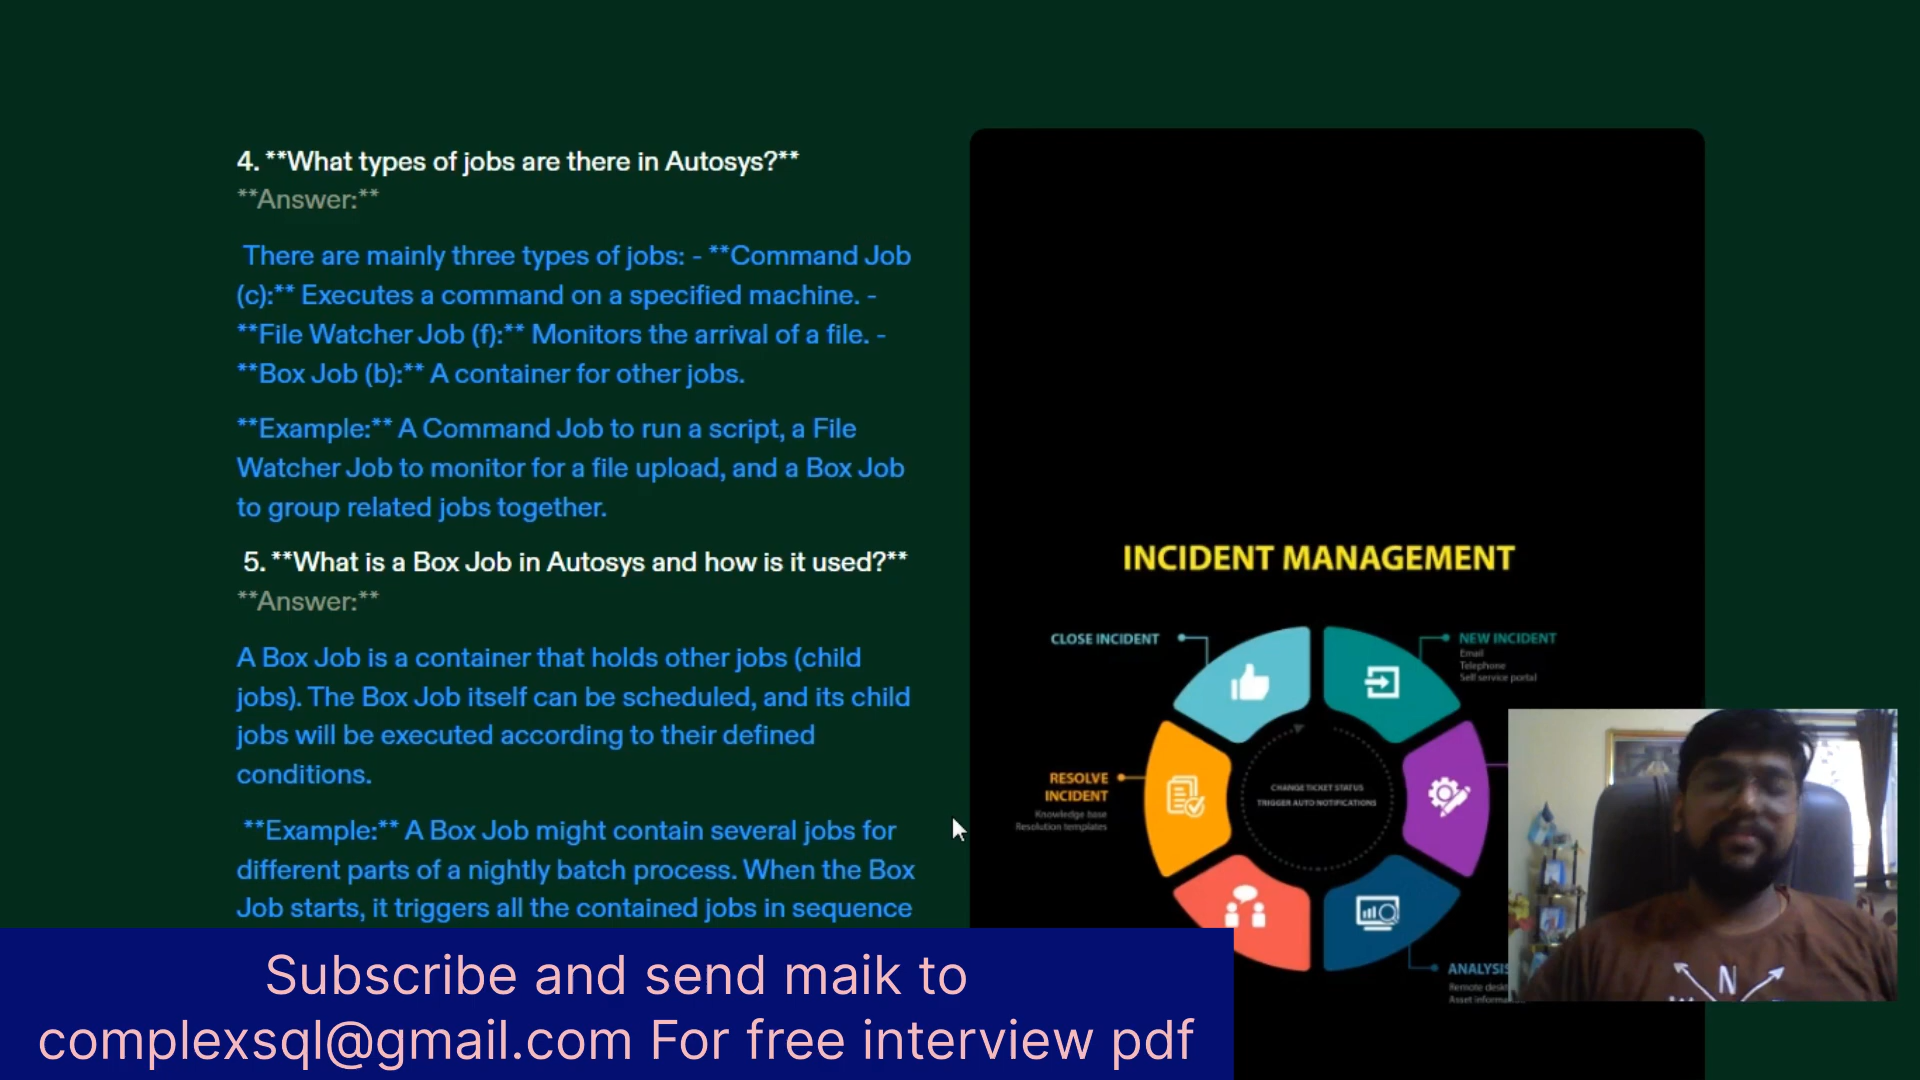 4. **What types of jobs are there in Autosys?**
**Answer:**
There are mainly three types of jobs: - **Command Job
(c):** Executes a command on a specified machine. -
**File Watcher Job (f):** Monitors the arrival of a file. -
**Box Job (b):** A container for other jobs.
**Example:** A Command Job to run a script, a File
Watcher Job to monitor for a file upload, and a Box Job
to group related jobs together.
5. **What is a Box Job in Autosys and how is it used?**
**Answer:**
A Box Job is a container that holds other jobs (child
jobs). The Box Job itself can be scheduled, and its child
jobs will be executed according to their defined
conditions.
**Example:** A Box Job might contain several jobs for
different parts of a nightly batch process. When the Box
Job starts, it triggers all the contained jobs in sequence
INCIDENT MANAGEMENT
CLOSE INCIDENT
NEW INCIDENT
Email
Telephone
Self service portal
RESOLVE
INCIDENT
Knowledge base
Resolution templates
CHANGE TICKET STATUS
TRIGGER AUTO NOTIFICATIONS
ANALYSIS
Remote
Asset
N
Subscribe and send maik to
complexsql@gmail.com For free interview pdf